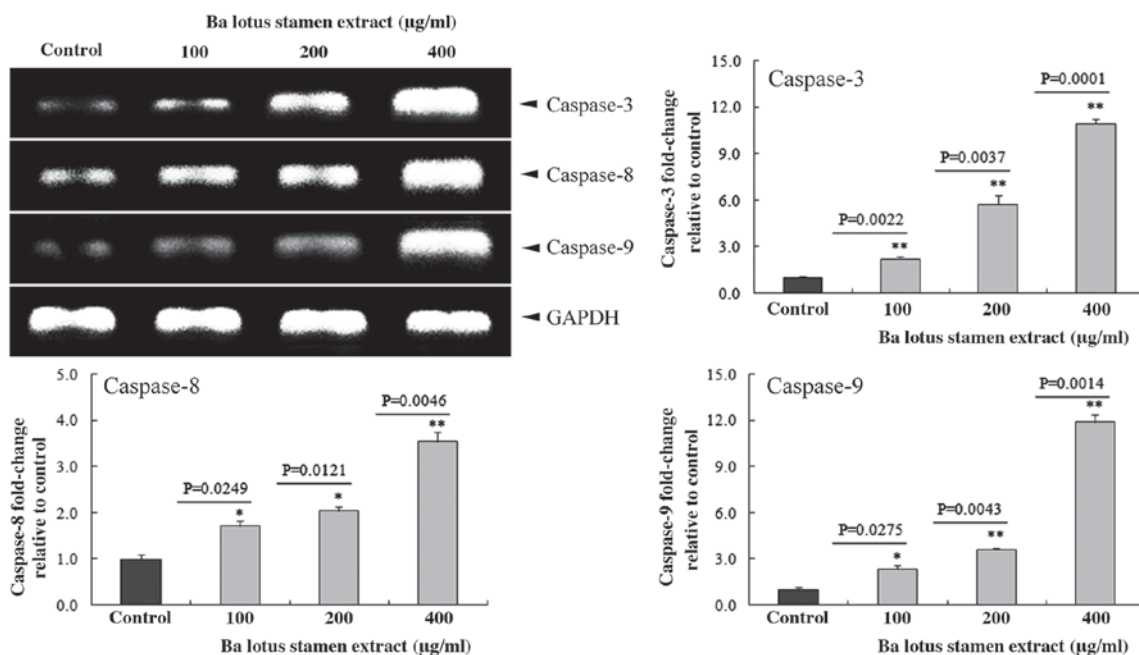 Ba lotus stamen extract (µg/ml)
Control 100 200 400
Caspase-3
Caspase-8
Caspase-9
GAPDH
Caspase-3
Caspase-3 fold-change
relative to control
15.0
12.0
9.0
6.0
3.0
0.0
P=0.0022
**
P=0.0037
**
P=0.0001
**
Control 100 200 400
Ba lotus stamen extract (µg/ml)
Caspase-8
Caspase-8 fold-change
relative to control
5.0
4.0
3.0
2.0
1.0
0.0
P=0.0249
*
P=0.0121
*
P=0.0046
**
Control 100 200 400
Ba lotus stamen extract (µg/ml)
Caspase-9
Caspase-9 fold-change
relative to control
15.0
12.0
9.0
6.0
3.0
0.0
P=0.0275
*
P=0.0043
**
P=0.0014
**
Control 100 200 400
Ba lotus stamen extract (µg/ml)